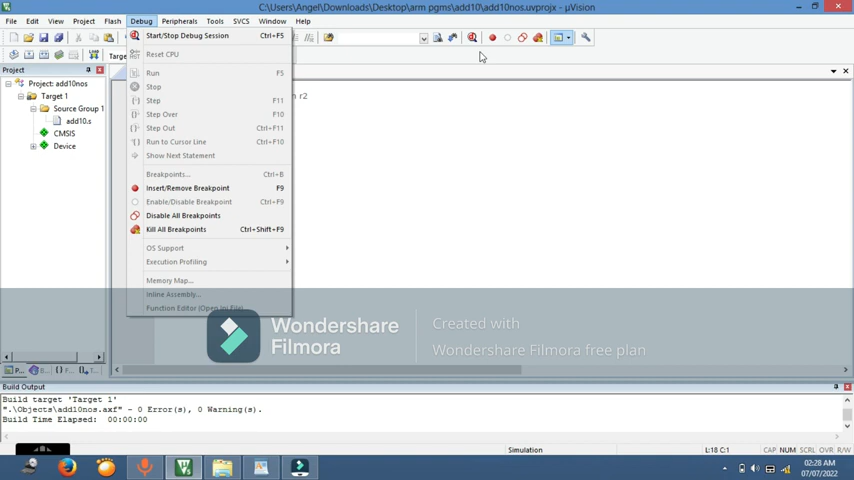 C:\Users\Angel\Downloads\Desktop\arm pgms\add10\add10nos.uvprojx - µVision
File Edit View Project Flash Debug Peripherals Tools SVCS Window Help
Start/Stop Debug Session Ctrl+F5
Reset CPU
Targe
Project
Run F5
Project: add10nos
Stop
Target 1
n r2
Step F11
Source Group 1
Step Over F10
add10.s
Step Out Ctrl+F11
CMSIS
Run to Cursor Line Ctrl+F10
Device
Show Next Statement
Breakpoints... Ctrl+B
Insert/Remove Breakpoint F9
Enable/Disable Breakpoint Ctrl+F9
Disable All Breakpoints
Kill All Breakpoints Ctrl+Shift+F9
OS Support
Execution Profiling
Memory Map...
Inline Assembly...
Function Editor (Open Ini File)...
Wondershare
Filmora
Created with
Wondershare Filmora free plan
P... B... {} F... T...
Build Output
Build target 'Target 1'
".\Objects\add10nos.axf" - 0 Error(s), 0 Warning(s).
Build Time Elapsed: 00:00:00
Simulation L:18 C:1 CAP NUM SCRL OVR R/W
02:28 AM
07/07/2022